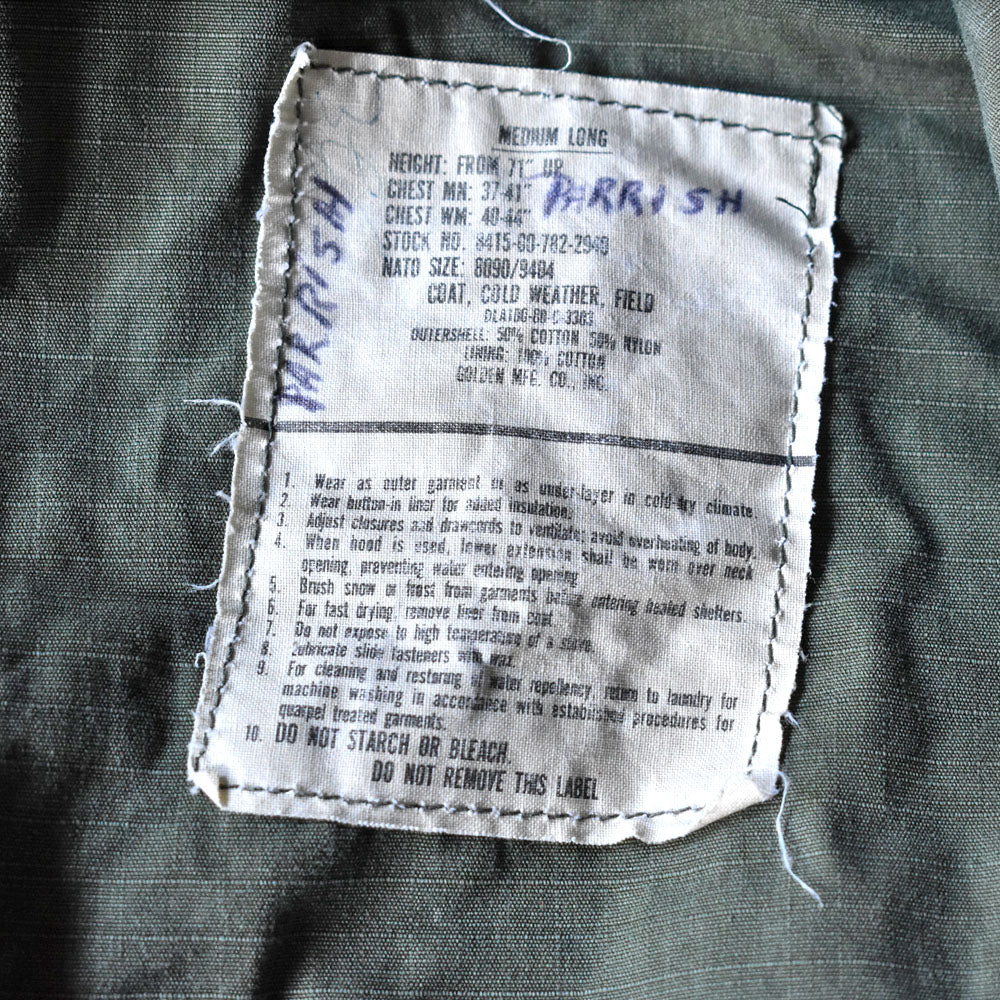 MEDIUM LONG
HEIGHT: FROM 71" UP
CHEST MN: 37-41"
PARRISH
CHEST WM: 40-44"
STOCK NO. 8415-00-782-2940
NATO SIZE: 8090/9404
COAT, COLD WEATHER, FIELD
DLA100-80-C-3303
OUTERSHELL: 50% COTTON 50% NYLON
LINING: 100% COTTON
GOLDEN MFG. CO., INC.
PARRISH
1. Wear as outer garment or as under-layer in cold-dry climate.
2. Wear button-in liner for added insulation.
3. Adjust closures and drawcords to ventilate; avoid overheating of body.
4. When hood is used, lower extension shall be worn over neck
opening, preventing water entering opening
5. Brush snow or frost from garments before entering heated shelters.
6. For fast drying, remove liner from coat.
7. Do not expose to high temperature of a stove.
8. Lubricate slide fasteners with wax.
9. For cleaning and restoring of water repellency, return to laundry for
machine washing in accordance with established procedures for
quarpel treated garments.
10. DO NOT STARCH OR BLEACH.
DO NOT REMOVE THIS LABEL